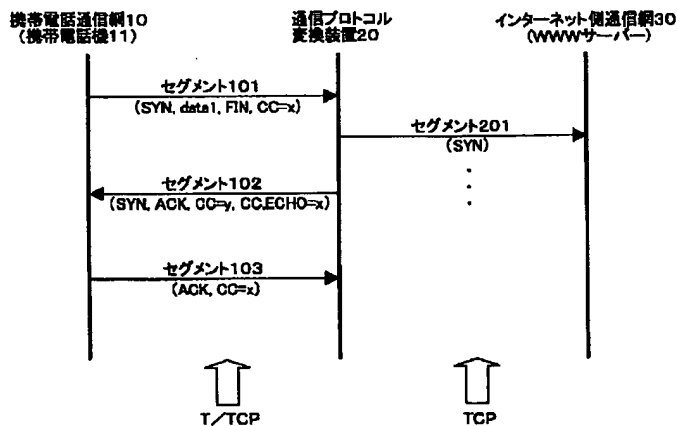 携帯電話通信網10
(携帯電話機11)
通信プロトコル
変換装置20
インターネット側通信網30
(WWWサーバー)
セグメント101
(SYN, data1, FIN, CC=x)
セグメント201
(SYN)
セグメント102
(SYN, ACK, CC=y, CC.ECHO=x)
セグメント103
(ACK, CC=x)
T/TCP
TCP